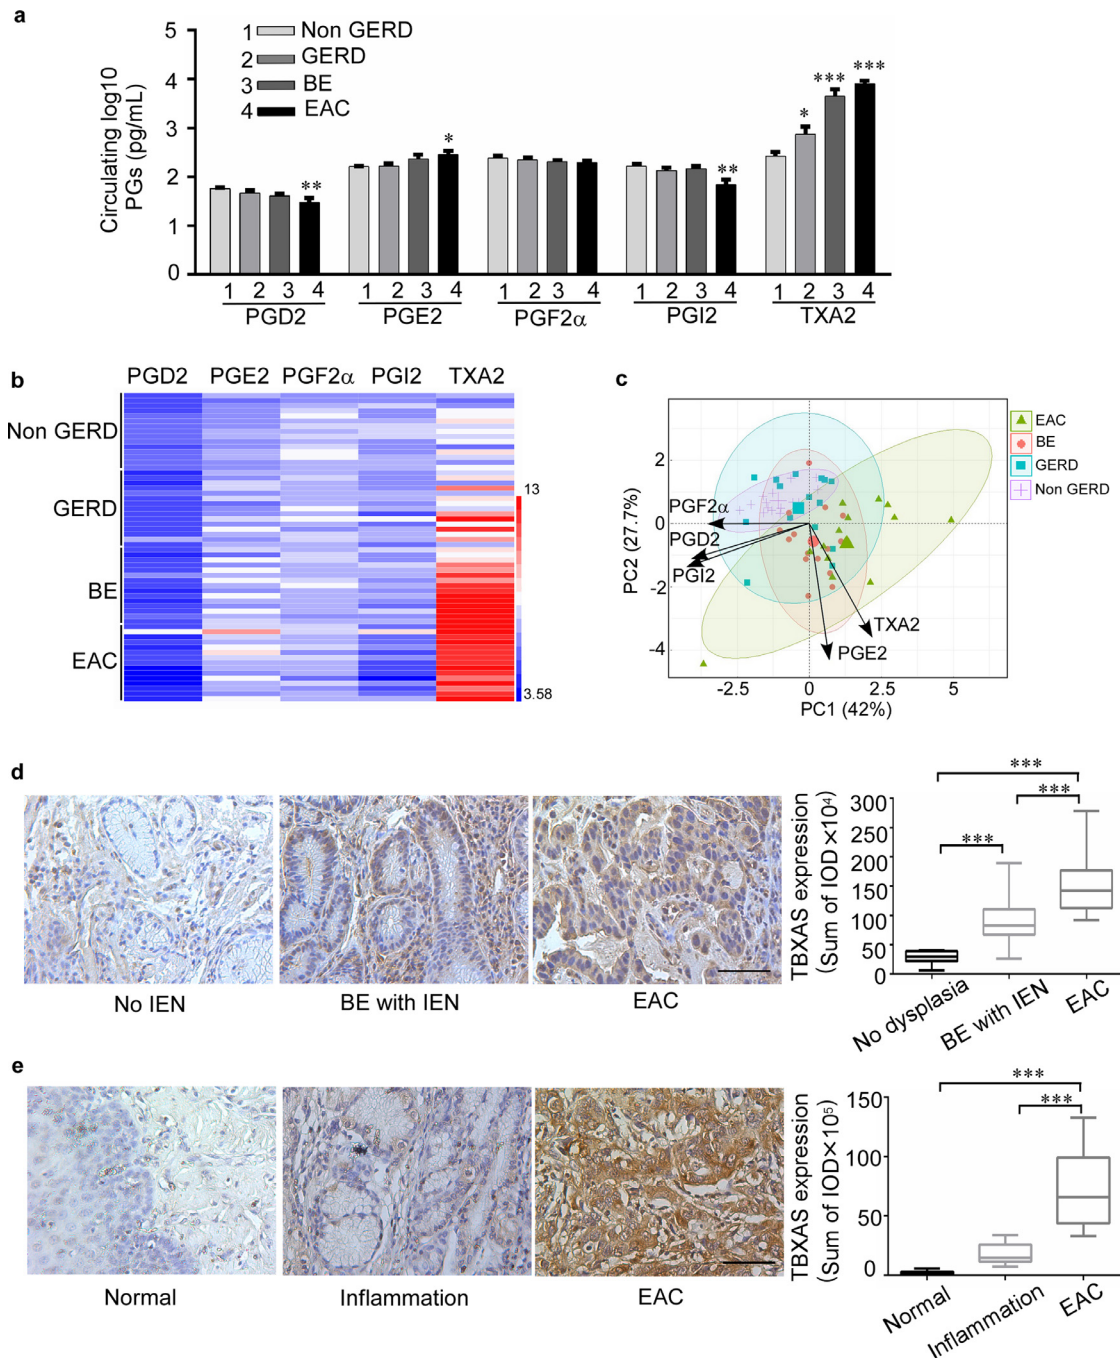 a
Circulating log10
PGs (pg/mL)
5
4
3
2
1
0
1 Non GERD
2 GERD
3 BE
4 EAC
** * ** * *** ***
1 2 3 4 1 2 3 4 1 2 3 4 1 2 3 4 1 2 3 4
PGD2 PGE2 PGF2α PGI2 TXA2
b
PGD2 PGE2 PGF2α PGI2 TXA2
Non GERD
GERD
BE
EAC
13
3.58
c
PC2 (27.7%)
2
0
-2
-4
PGF2α
PGD2
PGI2
TXA2
PGE2
-2.5 0 2.5 5
PC1 (42%)
EAC
BE
GERD
Non GERD
d
No IEN BE with IEN EAC
TBXAS expression
(Sum of IOD ×10⁴)
300
200
150
100
50
0
***
***
***
No dysplasia BE with IEN EAC
e
Normal Inflammation EAC
TBXAS expression
(Sum of IOD×10⁵)
150
100
50
0
***
***
Normal Inflammation EAC